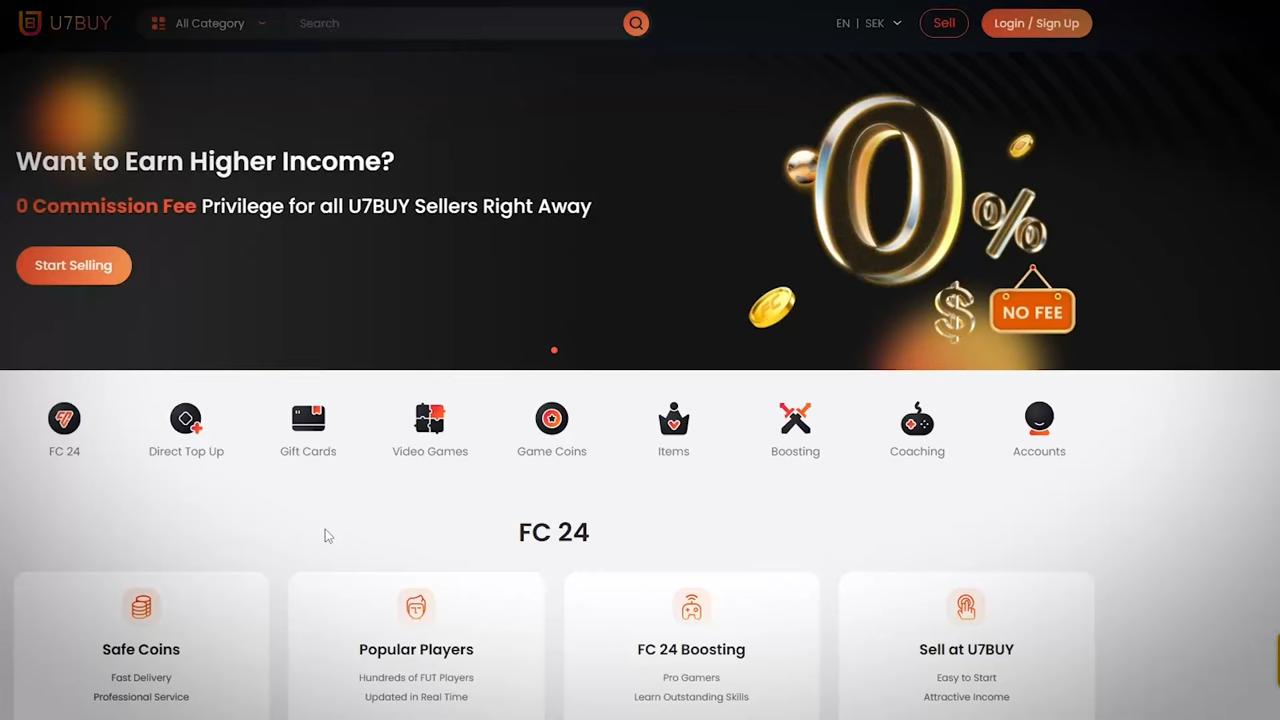 U7BUY
All Category
Search
EN | SEK
Sell
Login / Sign Up
Want to Earn Higher Income?
0 Commission Fee Privilege for all U7BUY Sellers Right Away
Start Selling
0%
$
NO FEE
FC
FC 24
Direct Top Up
Gift Cards
Video Games
Game Coins
Items
Boosting
Coaching
Accounts
FC 24
Safe Coins
Fast Delivery
Professional Service
Popular Players
Hundreds of FUT Players
Updated in Real Time
FC 24 Boosting
Pro Gamers
Learn Outstanding Skills
Sell at U7BUY
Easy to Start
Attractive Income